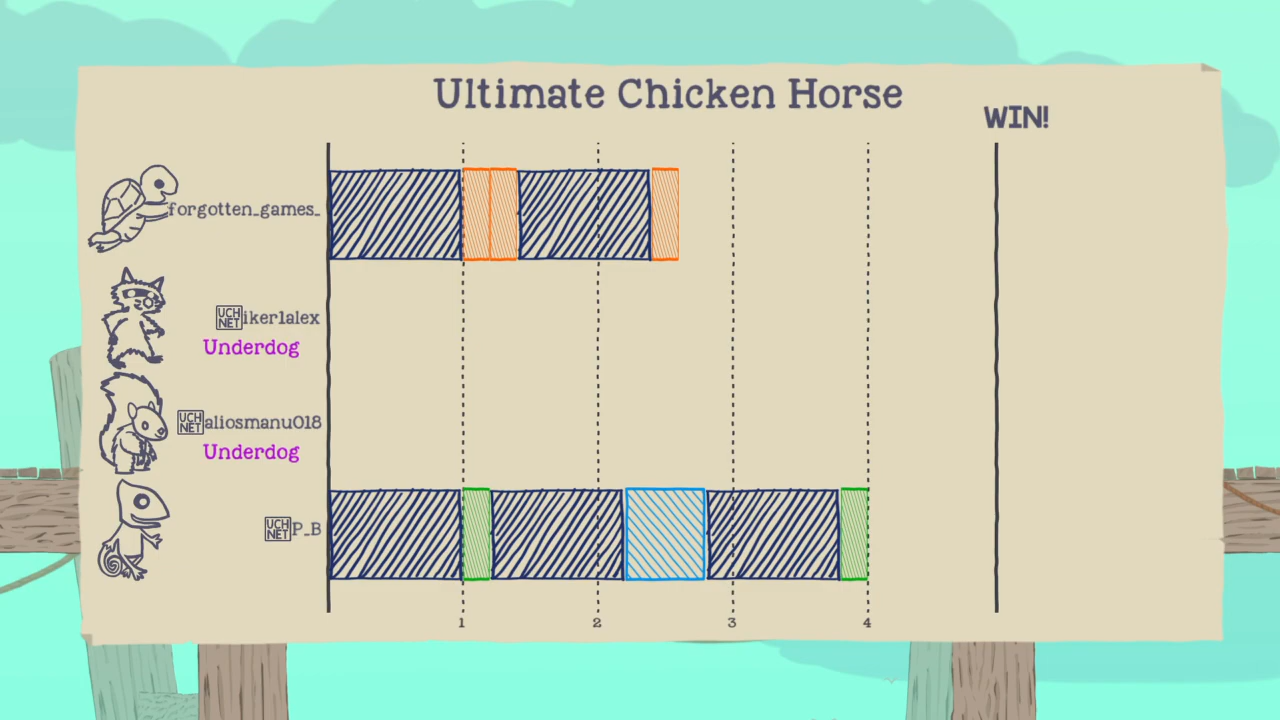 Ultimate Chicken Horse
WIN!
forgotten_games_
UCH NET iker1alex
Underdog
UCH NET aliosmanu018
Underdog
UCH NET P_B
1 2 3 4